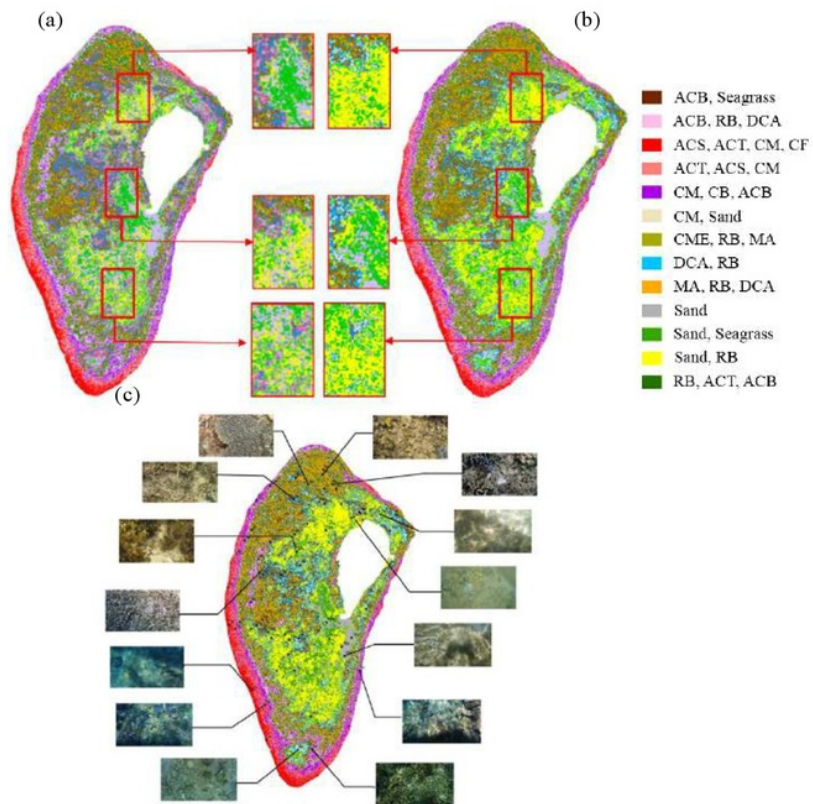 (a)
(b)
ACB, Seagrass
ACB, RB, DCA
ACS, ACT, CM, CF
ACT, ACS, CM
CM, CB, ACB
CM, Sand
CME, RB, MA
DCA, RB
MA, RB, DCA
Sand
Sand, Seagrass
Sand, RB
RB, ACT, ACB
(c)